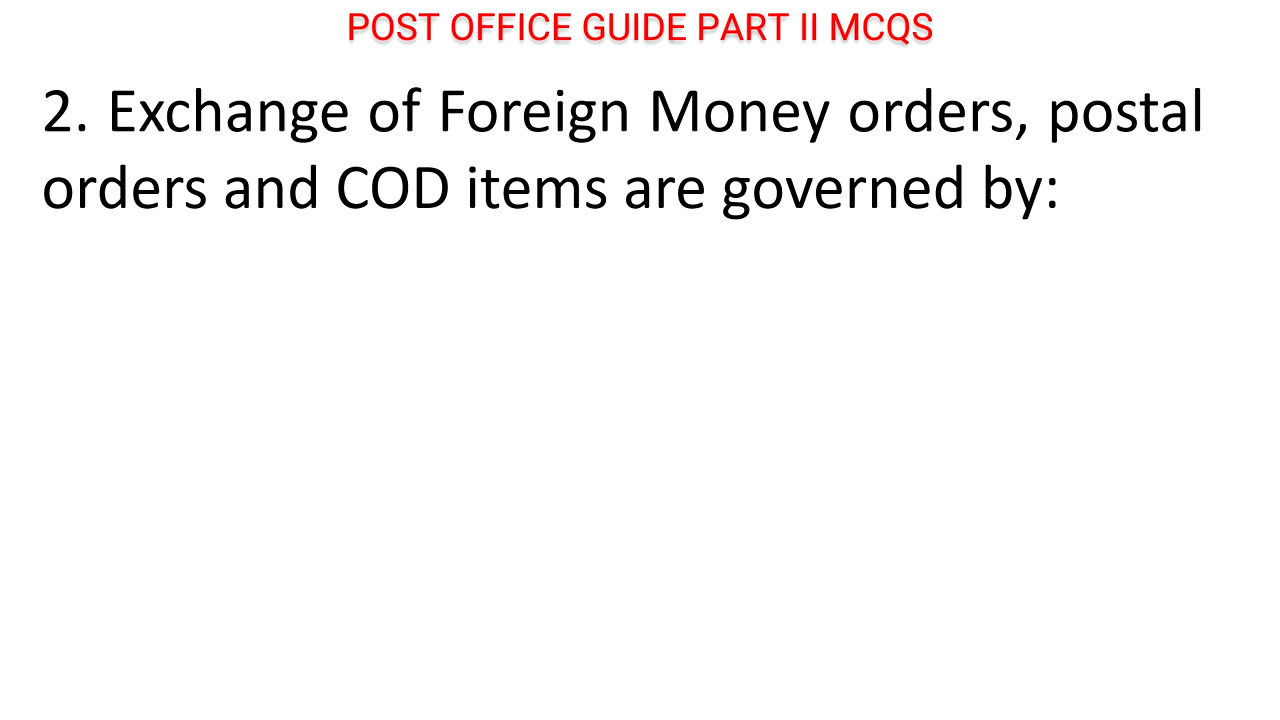 POST OFFICE GUIDE PART II MCQS
2. Exchange of Foreign Money orders, postal
orders and COD items are governed by: